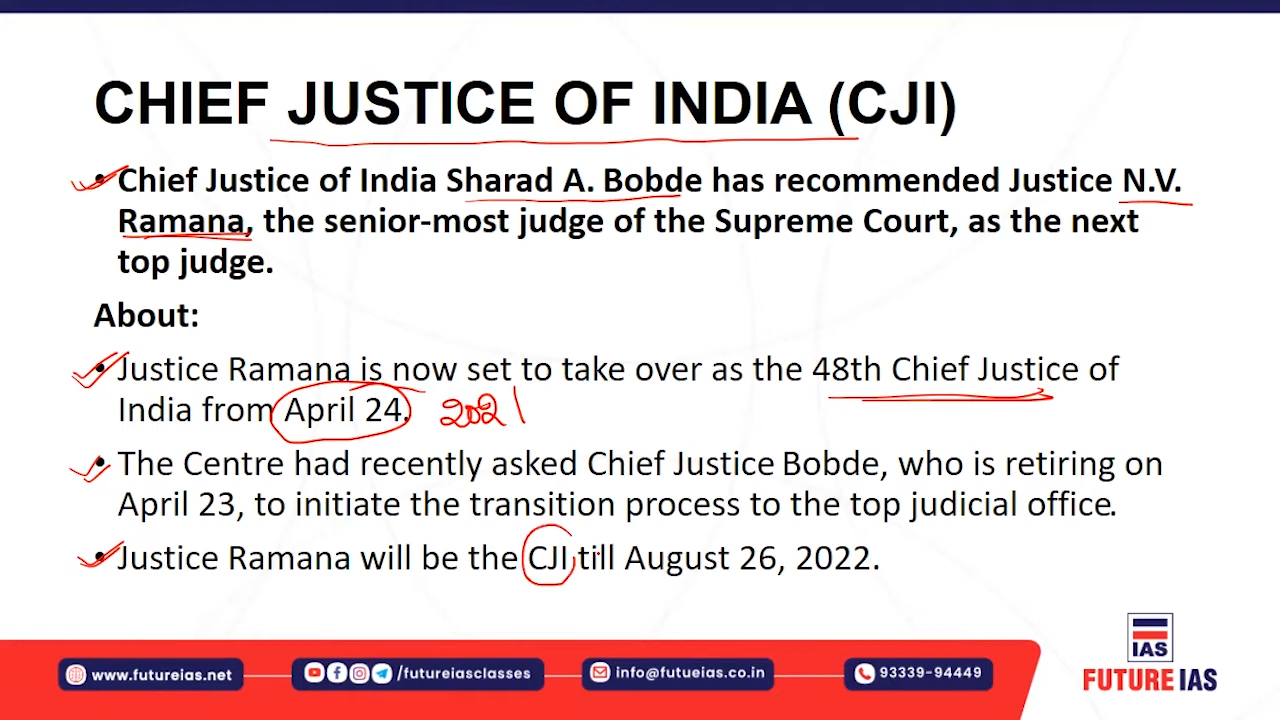 CHIEF JUSTICE OF INDIA (CJI)
• Chief Justice of India Sharad A. Bobde has recommended Justice N.V.
Ramana, the senior-most judge of the Supreme Court, as the next
top judge.
About:
• Justice Ramana is now set to take over as the 48th Chief Justice of
India from April 24. 2021
• The Centre had recently asked Chief Justice Bobde, who is retiring on
April 23, to initiate the transition process to the top judicial office.
• Justice Ramana will be the CJI till August 26, 2022.
IAS
FUTURE IAS
www.futureias.net
/futureiasclasses
info@futueias.co.in
93339-94449